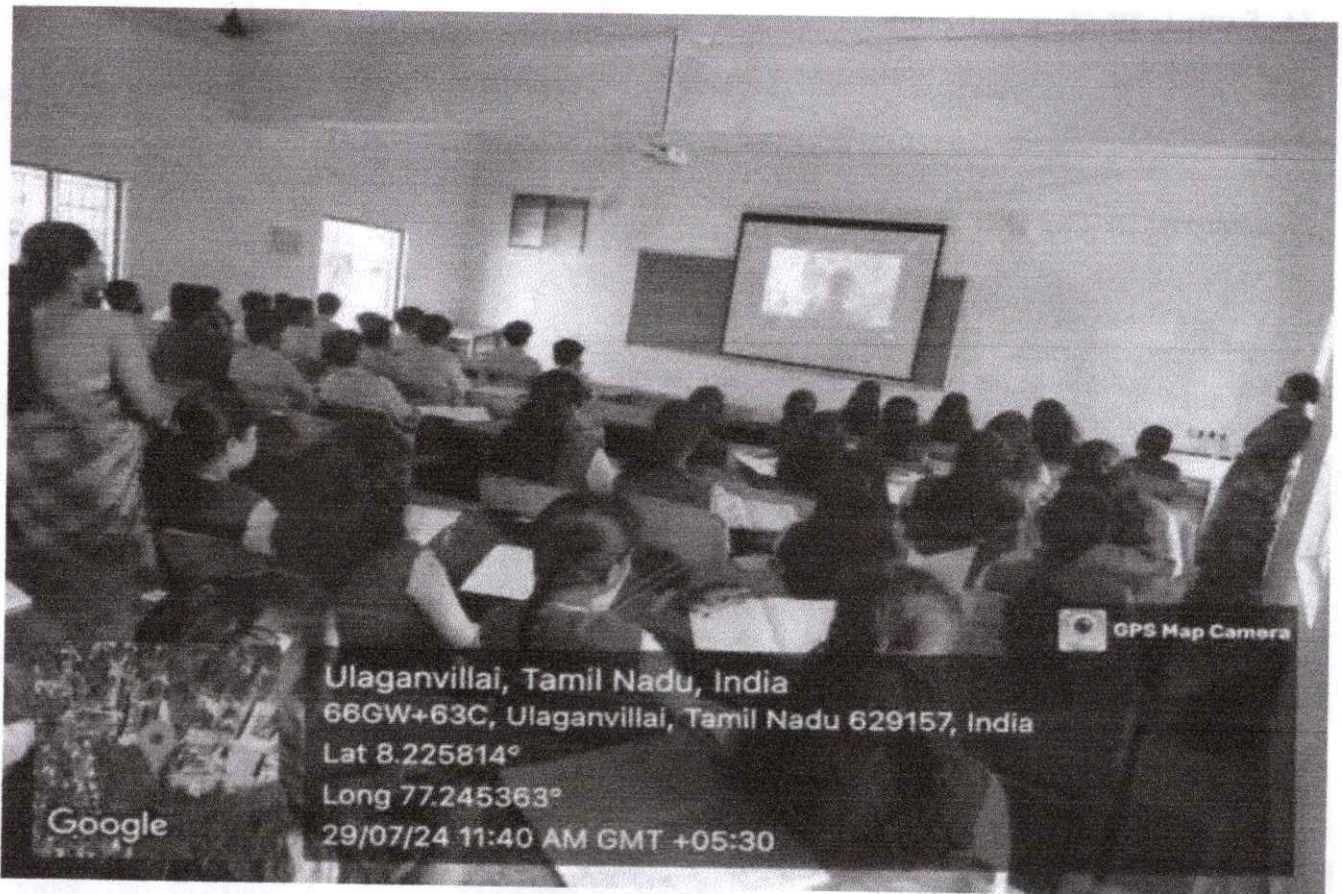 GPS Map Camera
Ulaganvillai, Tamil Nadu, India
66GW+63C, Ulaganvillai, Tamil Nadu 629157, India
Lat 8.225814°
Long 77.245363°
29/07/24 11:40 AM GMT +05:30
Google